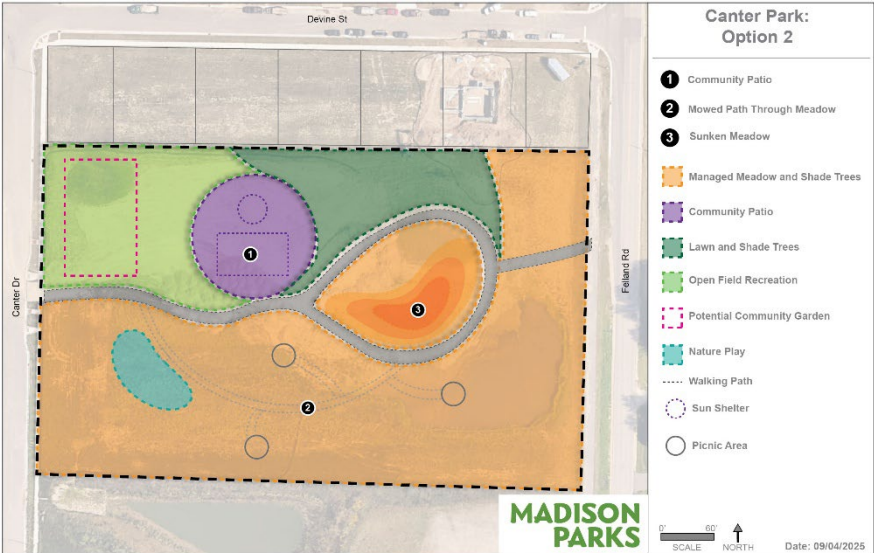 Devine St
Canter Dr
Feiland Rd
1
2
3
MADISON
PARKS
Canter Park:
Option 2
1 Community Patio
2 Mowed Path Through Meadow
3 Sunken Meadow
Managed Meadow and Shade Trees
Community Patio
Lawn and Shade Trees
Open Field Recreation
Potential Community Garden
Nature Play
Walking Path
Sun Shelter
Picnic Area
0' 60'
SCALE NORTH
Date: 09/04/2025